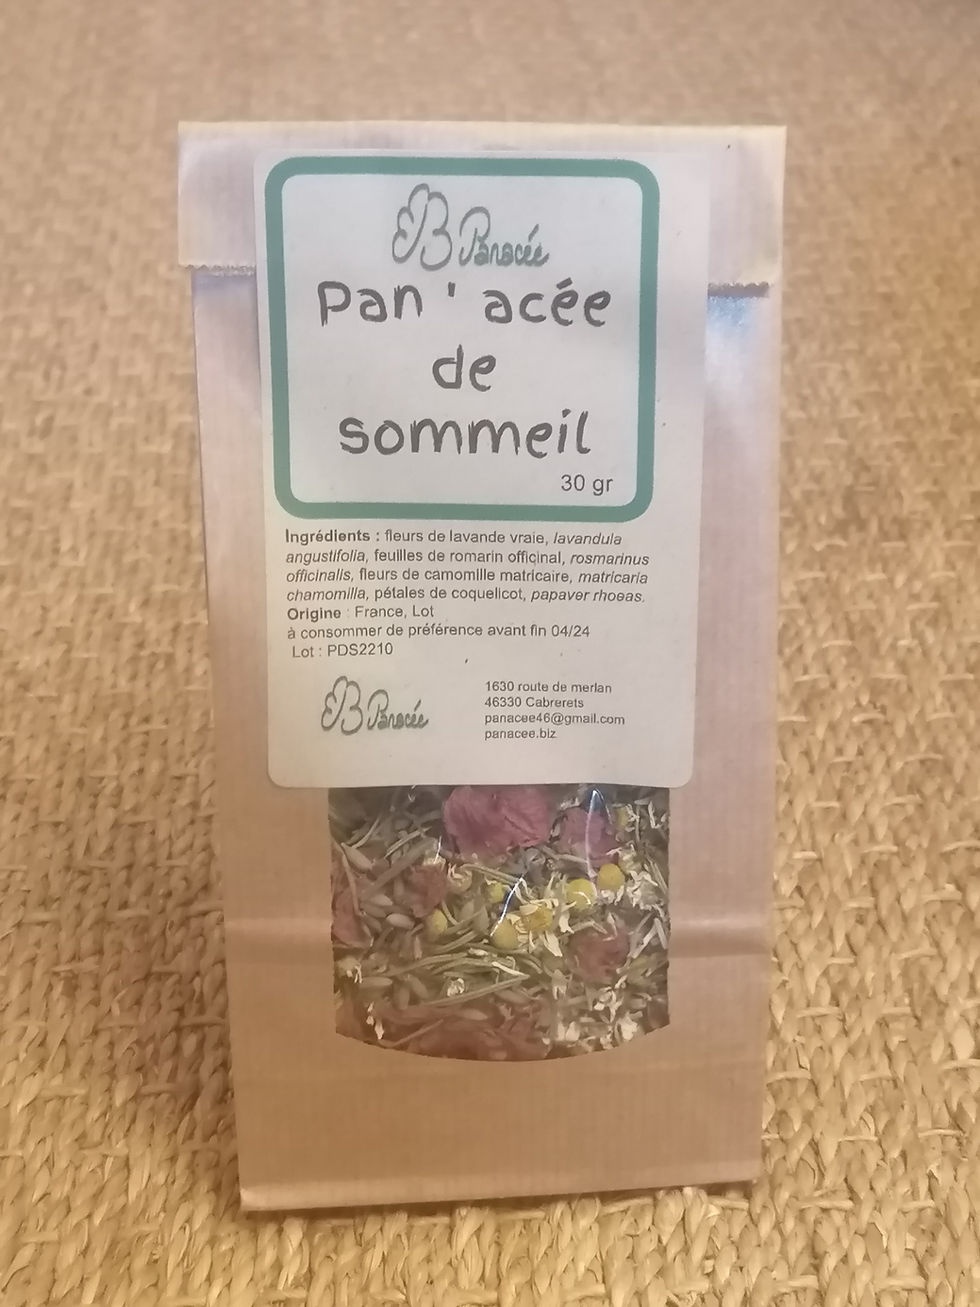 Panacée
Pan ' acée
de
sommeil
30 gr
Ingrédients : fleurs de lavande vraie, lavandula
angustifolia, feuilles de romarin officinal, rosmarinus
officinalis, fleurs de camomille matricaire, matricaria
chamomilla, pétales de coquelicot, papaver rhoeas.
Origine : France, Lot
à consommer de préférence avant fin 04/24
Lot : PDS2210
Panacée
1630 route de merlan
46330 Cabrerets
panacee46@gmail.com
panacee.biz